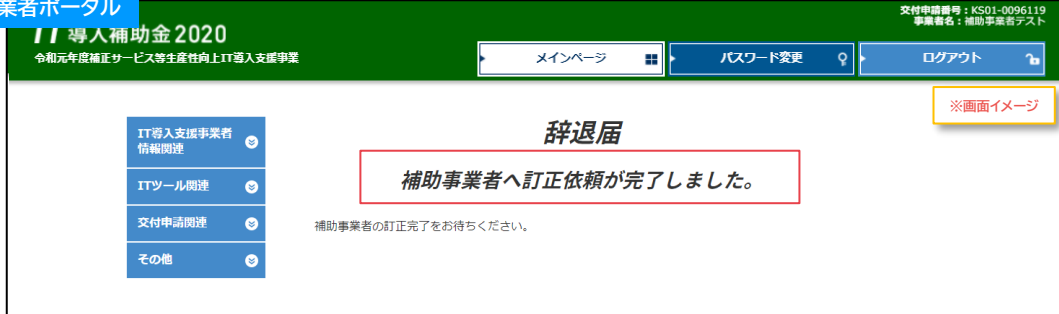 業者ポータル
交付申請番号：KS01-0096119
事業者名：補助事業者テスト
IT 導入補助金2020
令和元年度補正サービス等生産性向上IT導入支援事業
メインページ
パスワード変更
ログアウト
※画面イメージ
IT導入支援事業者
情報関連
ITツール関連
交付申請関連
その他
辞退届
補助事業者へ訂正依頼が完了しました。
補助事業者の訂正完了をお待ちください。